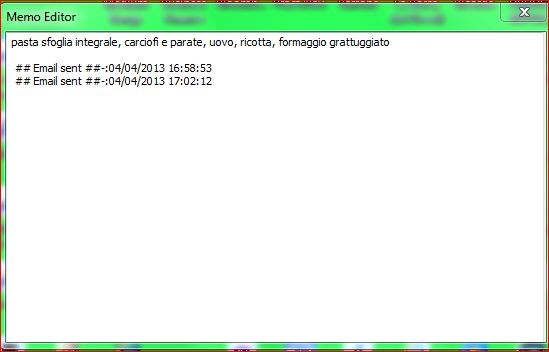 Memo Editor
pasta sfoglia integrale, carciofi e parate, uovo, ricotta, formaggio grattuggiato
## Email sent ##-:04/04/2013 16:58:53
## Email sent ##-:04/04/2013 17:02:12